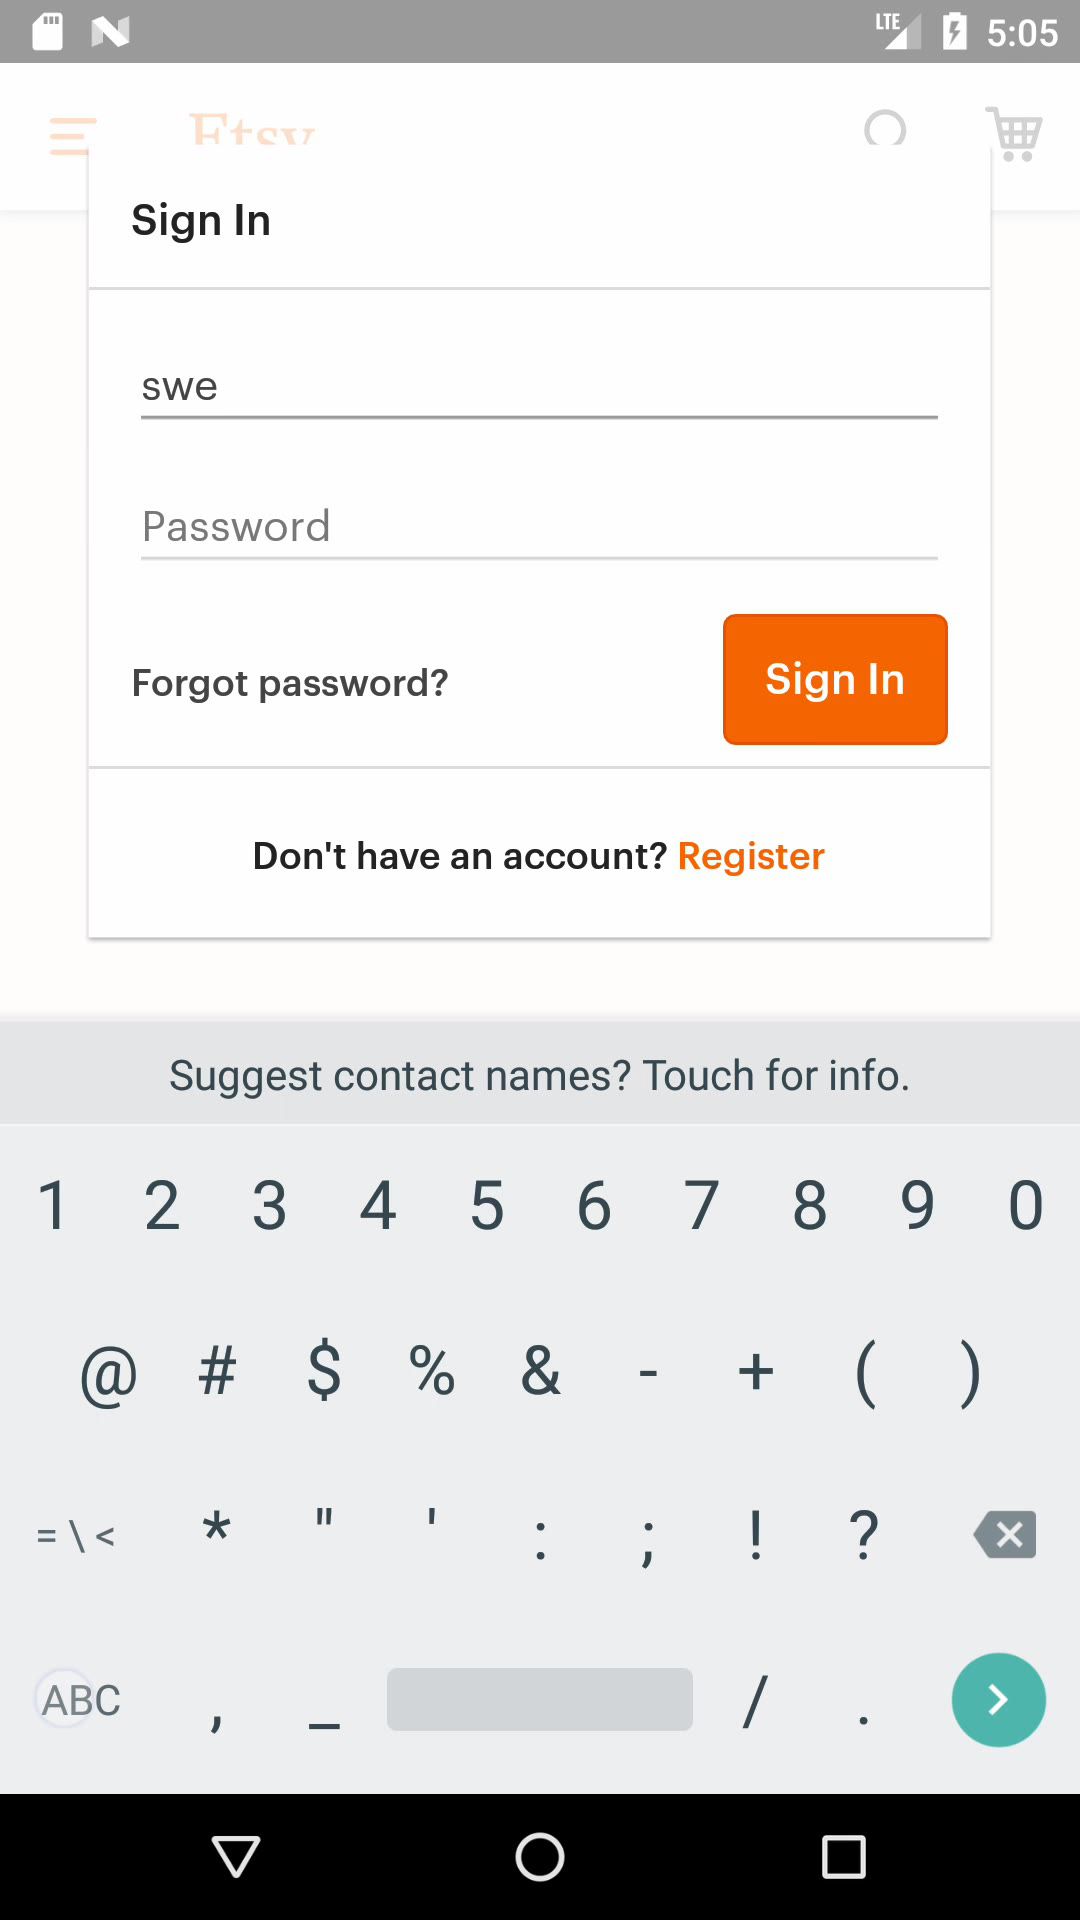 LTE 5:05
Etsy
Sign In
swe
Password
Forgot password?
Sign In
Don't have an account? Register
Suggest contact names? Touch for info.
1 2 3 4 5 6 7 8 9 0
@ # $ % & - + ( )
= \ < * " ' : ; ! ?
ABC , _ / .